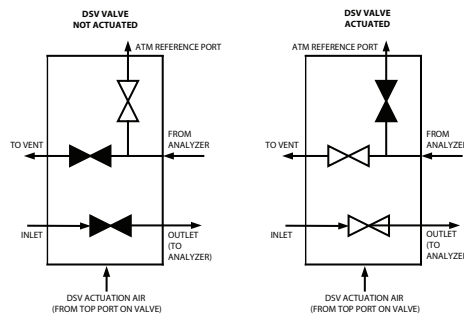 DSV VALVE
NOT ACTUATED
ATM REFERENCE PORT
FROM
ANALYZER
TO VENT
INLET
OUTLET
(TO
ANALYZER)
DSV ACTUATION AIR
(FROM TOP PORT ON VALVE)
DSV VALVE
ACTUATED
ATM REFERENCE PORT
FROM
ANALYZER
TO VENT
INLET
OUTLET
(TO
ANALYZER)
DSV ACTUATION AIR
(FROM TOP PORT ON VALVE)